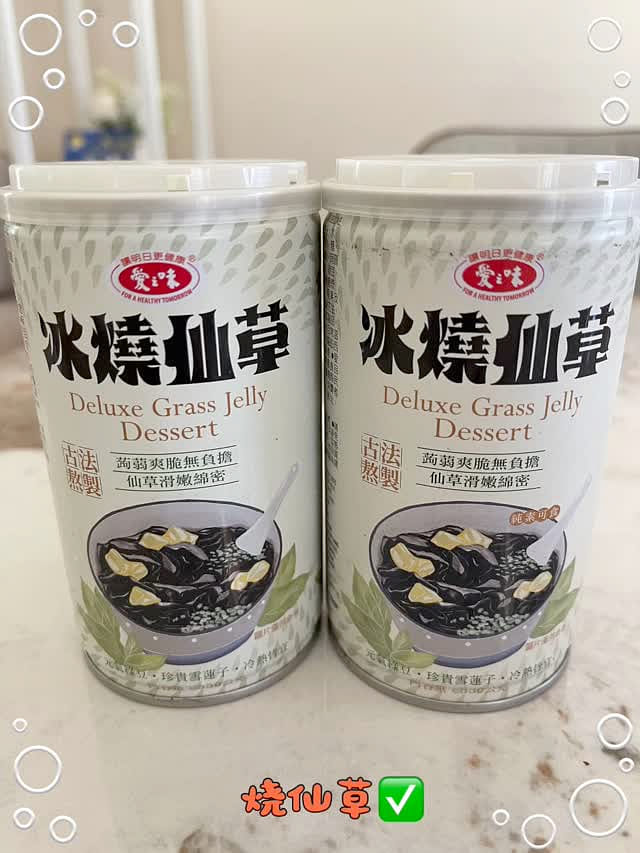 讓明日更健康
愛之味
FOR A HEALTHY TOMORROW
冰燒仙草
Deluxe Grass Jelly
Dessert
古法
熬製
蒟蒻爽脆無負擔
仙草滑嫩綿密
元氣綠豆・珍貴雪蓮子・冷熱皆宜
讓明日更健康
愛之味
FOR A HEALTHY TOMORROW
冰燒仙草
Deluxe Grass Jelly
Dessert
古法
熬製
蒟蒻爽脆無負擔
仙草滑嫩綿密
純素可食
元氣綠豆・珍貴雪蓮子・冷熱皆宜
烧仙草✅